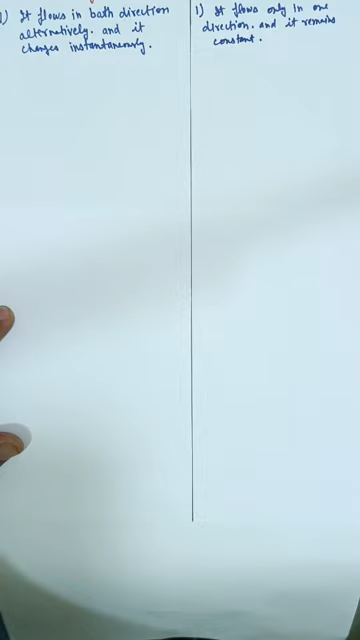 1) It flows in both direction
alternatively. and it
changes instantaneously.
1) It flows only in one
direction. and it remains
constant.